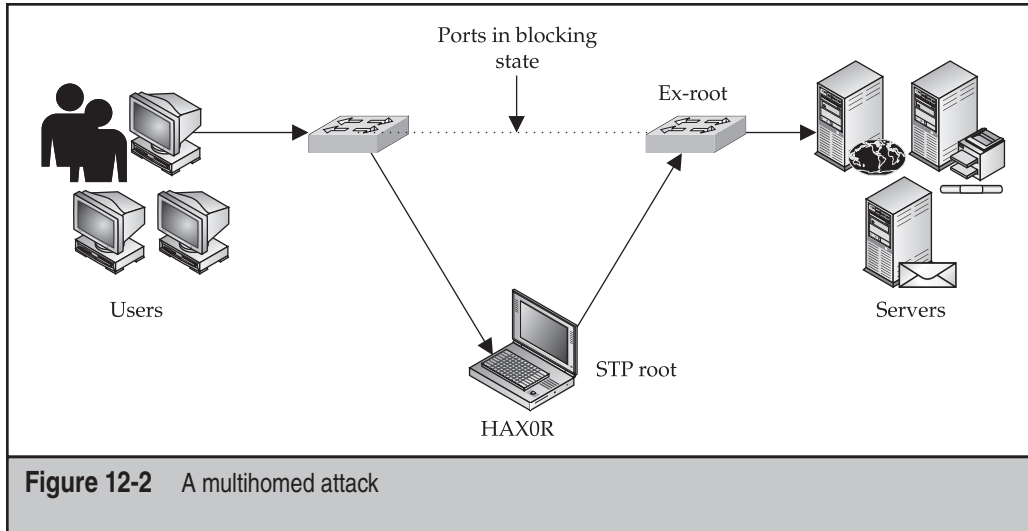 Ports in blocking
state
Ex-root
Users
Servers
STP root
HAX0R
Figure 12-2 A multihomed attack